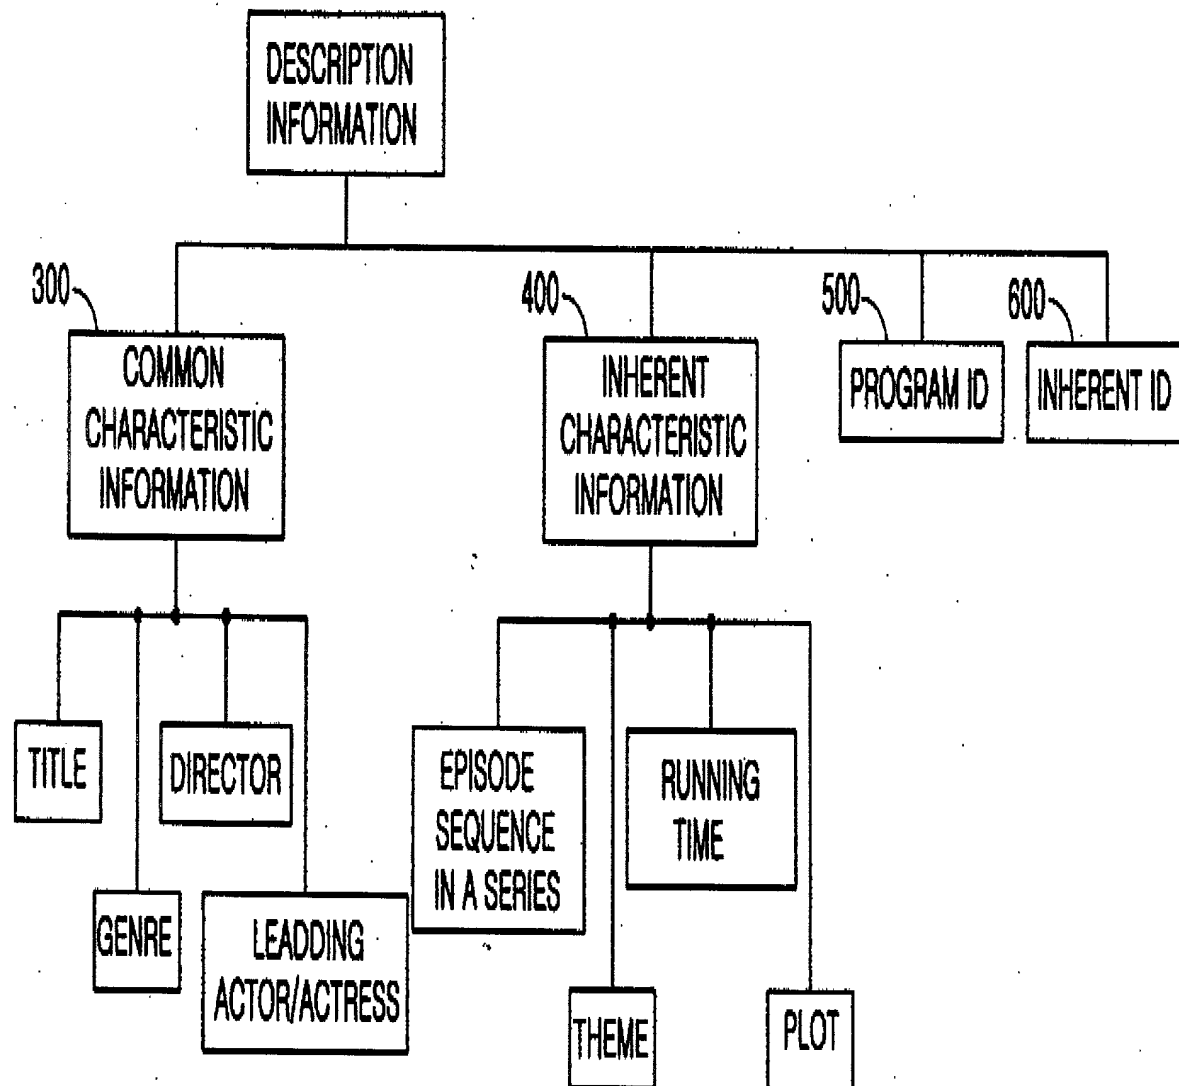 DESCRIPTION
INFORMATION
300
400
500
600
COMMON
CHARACTERISTIC
INFORMATION
INHERENT
CHARACTERISTIC
INFORMATION
PROGRAM ID
INHERENT ID
TITLE
DIRECTOR
EPISODE
SEQUENCE
IN A SERIES
RUNNING
TIME
GENRE
LEADDING
ACTOR/ACTRESS
THEME
PLOT